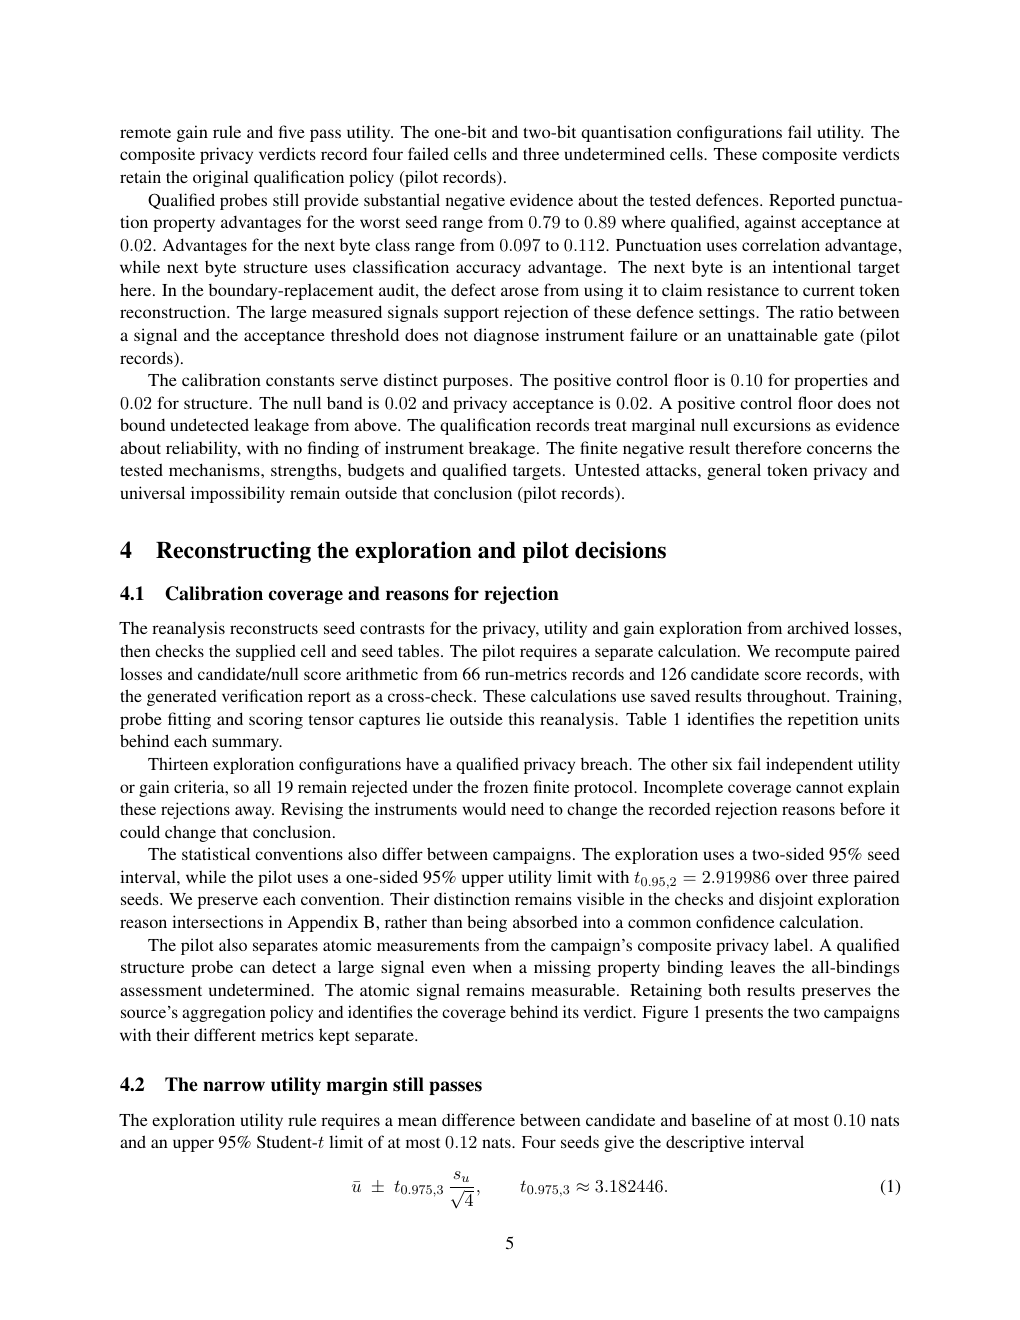 remote gain rule and five pass utility. The one-bit and two-bit quantisation configurations fail utility. The
composite privacy verdicts record four failed cells and three undetermined cells. These composite verdicts
retain the original qualification policy (pilot records).
Qualified probes still provide substantial negative evidence about the tested defences. Reported punctua-
tion property advantages for the worst seed range from 0.79 to 0.89 where qualified, against acceptance at
0.02. Advantages for the next byte class range from 0.097 to 0.112. Punctuation uses correlation advantage,
while next byte structure uses classification accuracy advantage. The next byte is an intentional target
here. In the boundary-replacement audit, the defect arose from using it to claim resistance to current token
reconstruction. The large measured signals support rejection of these defence settings. The ratio between
a signal and the acceptance threshold does not diagnose instrument failure or an unattainable gate (pilot
records).
The calibration constants serve distinct purposes. The positive control floor is 0.10 for properties and
0.02 for structure. The null band is 0.02 and privacy acceptance is 0.02. A positive control floor does not
bound undetected leakage from above. The qualification records treat marginal null excursions as evidence
about reliability, with no finding of instrument breakage. The finite negative result therefore concerns the
tested mechanisms, strengths, budgets and qualified targets. Untested attacks, general token privacy and
universal impossibility remain outside that conclusion (pilot records).
4 Reconstructing the exploration and pilot decisions
4.1 Calibration coverage and reasons for rejection
The reanalysis reconstructs seed contrasts for the privacy, utility and gain exploration from archived losses,
then checks the supplied cell and seed tables. The pilot requires a separate calculation. We recompute paired
losses and candidate/null score arithmetic from 66 run-metrics records and 126 candidate score records, with
the generated verification report as a cross-check. These calculations use saved results throughout. Training,
probe fitting and scoring tensor captures lie outside this reanalysis. Table 1 identifies the repetition units
behind each summary.
Thirteen exploration configurations have a qualified privacy breach. The other six fail independent utility
or gain criteria, so all 19 remain rejected under the frozen finite protocol. Incomplete coverage cannot explain
these rejections away. Revising the instruments would need to change the recorded rejection reasons before it
could change that conclusion.
The statistical conventions also differ between campaigns. The exploration uses a two-sided 95% seed
interval, while the pilot uses a one-sided 95% upper utility limit with t0.95,2 = 2.919986 over three paired
seeds. We preserve each convention. Their distinction remains visible in the checks and disjoint exploration
reason intersections in Appendix B, rather than being absorbed into a common confidence calculation.
The pilot also separates atomic measurements from the campaign's composite privacy label. A qualified
structure probe can detect a large signal even when a missing property binding leaves the all-bindings
assessment undetermined. The atomic signal remains measurable. Retaining both results preserves the
source's aggregation policy and identifies the coverage behind its verdict. Figure 1 presents the two campaigns
with their different metrics kept separate.
4.2 The narrow utility margin still passes
The exploration utility rule requires a mean difference between candidate and baseline of at most 0.10 nats
and an upper 95% Student-t limit of at most 0.12 nats. Four seeds give the descriptive interval
ū ± t0.975,3 su/√4, t0.975,3 ≈ 3.182446. (1)
5